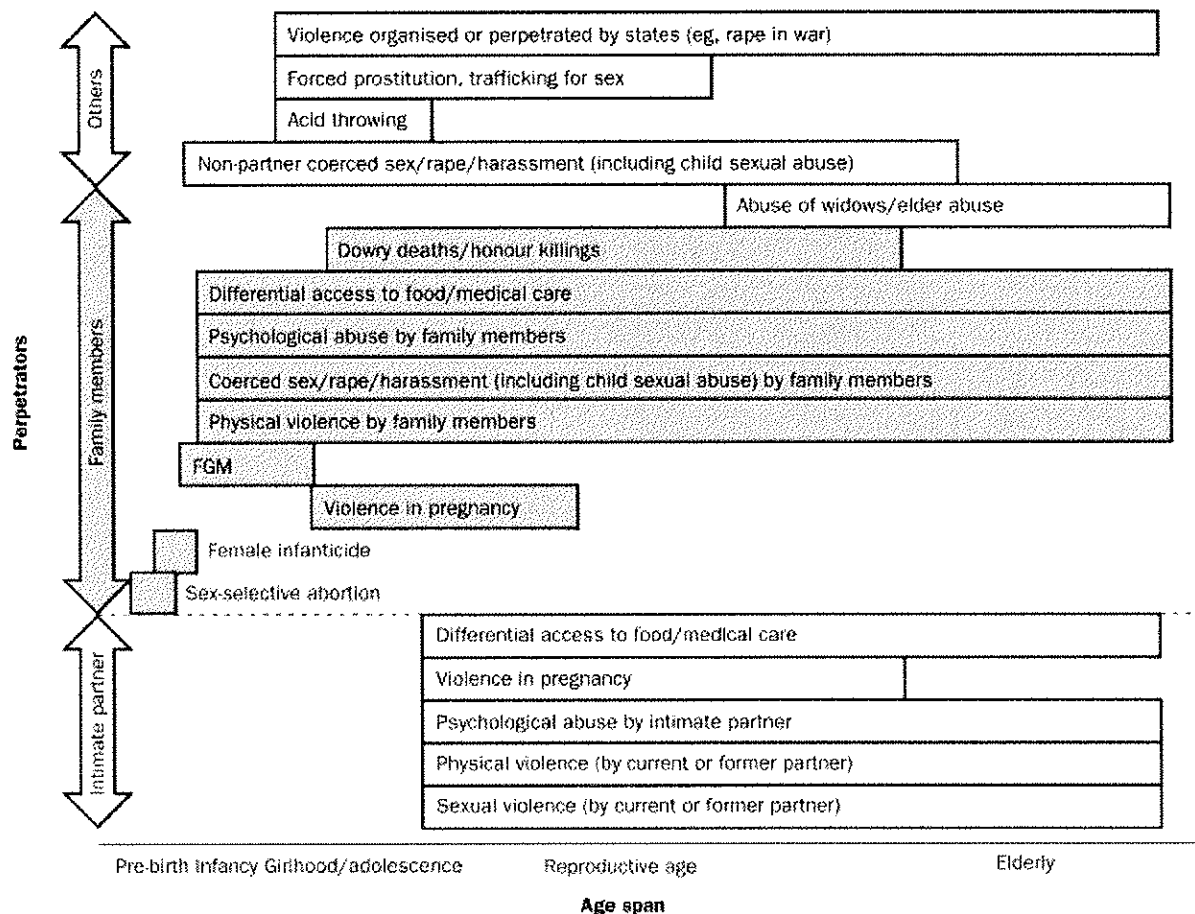 Violence organised or perpetrated by states (eg, rape in war)
Forced prostitution, trafficking for sex
Acid throwing
Non-partner coerced sex/rape/harassment (including child sexual abuse)
Abuse of widows/elder abuse
Dowry deaths/honour killings
Differential access to food/medical care
Psychological abuse by family members
Coerced sex/rape/harassment (including child sexual abuse) by family members
Physical violence by family members
FGM
Violence in pregnancy
Female infanticide
Sex-selective abortion
Differential access to food/medical care
Violence in pregnancy
Psychological abuse by intimate partner
Physical violence (by current or former partner)
Sexual violence (by current or former partner)
Others
Family members
Intimate partner
Perpetrators
Pre-birth Infancy Girlhood/adolescence Reproductive age Elderly
Age span